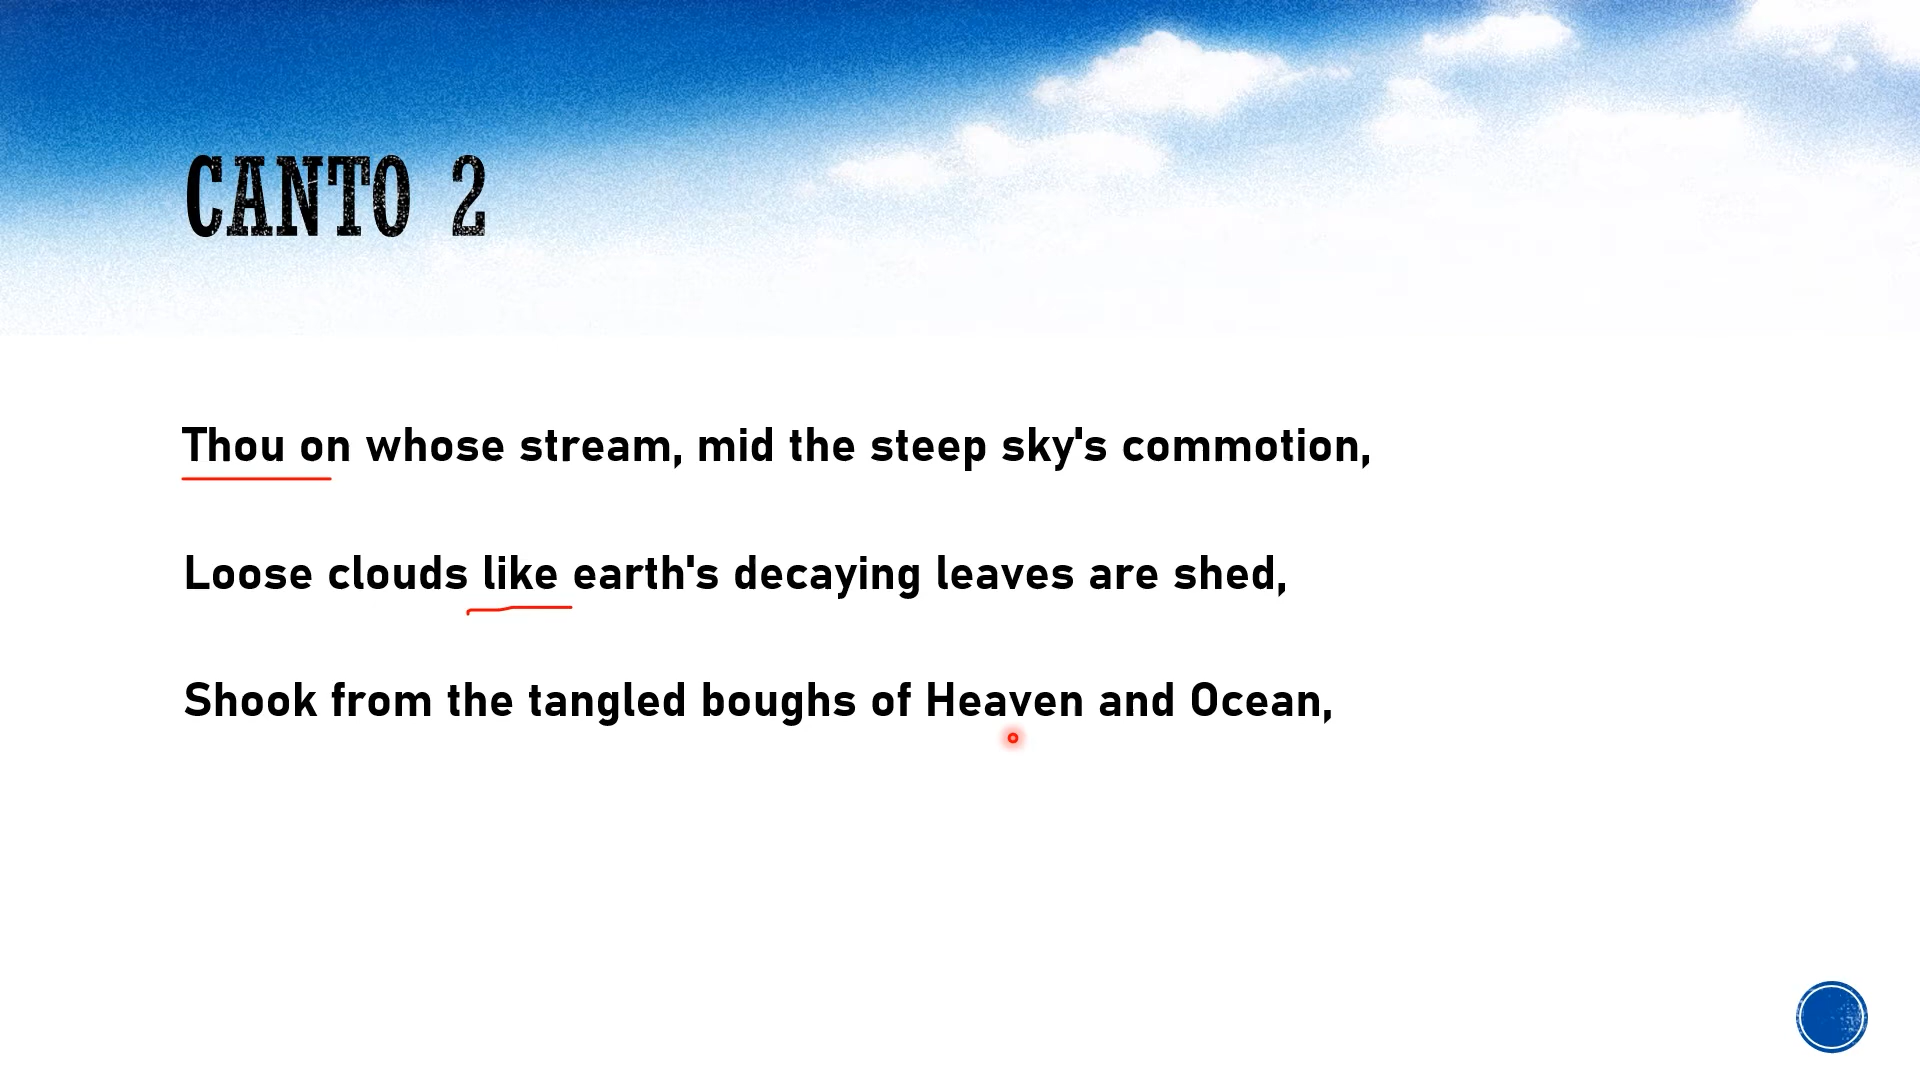 CANTO 2
Thou on whose stream, mid the steep sky's commotion,
Loose clouds like earth's decaying leaves are shed,
Shook from the tangled boughs of Heaven and Ocean,